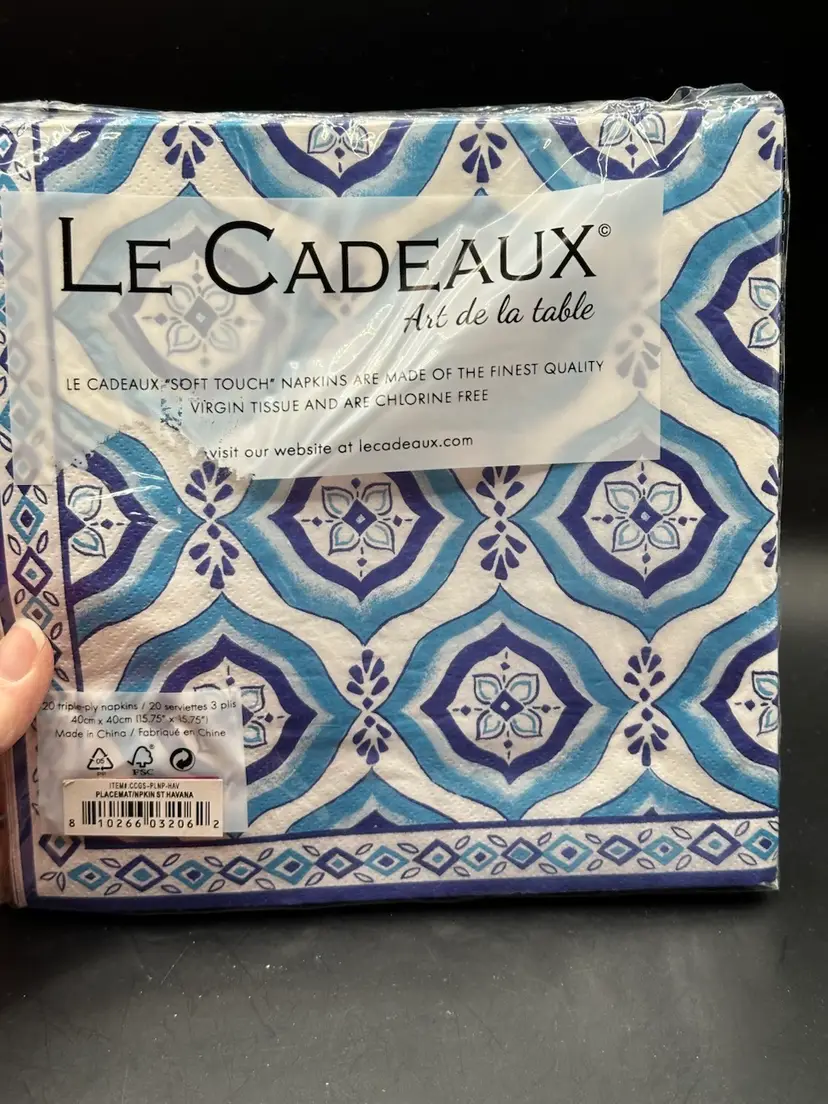 LE CADEAUX©
Art de la table
LE CADEAUX "SOFT TOUCH" NAPKINS ARE MADE OF THE FINEST QUALITY
VIRGIN TISSUE AND ARE CHLORINE FREE
visit our website at lecadeaux.com
20 triple-ply napkins / 20 serviettes 3 plis
40cm x 40cm (15.75" x 15.75")
Made in China / Fabriqué en Chine
05
PP
FSC
ITEM#:CCGS-PLNP-HAV
PLACEMAT/NPKIN ST HAVANA
8 10266 03206 2